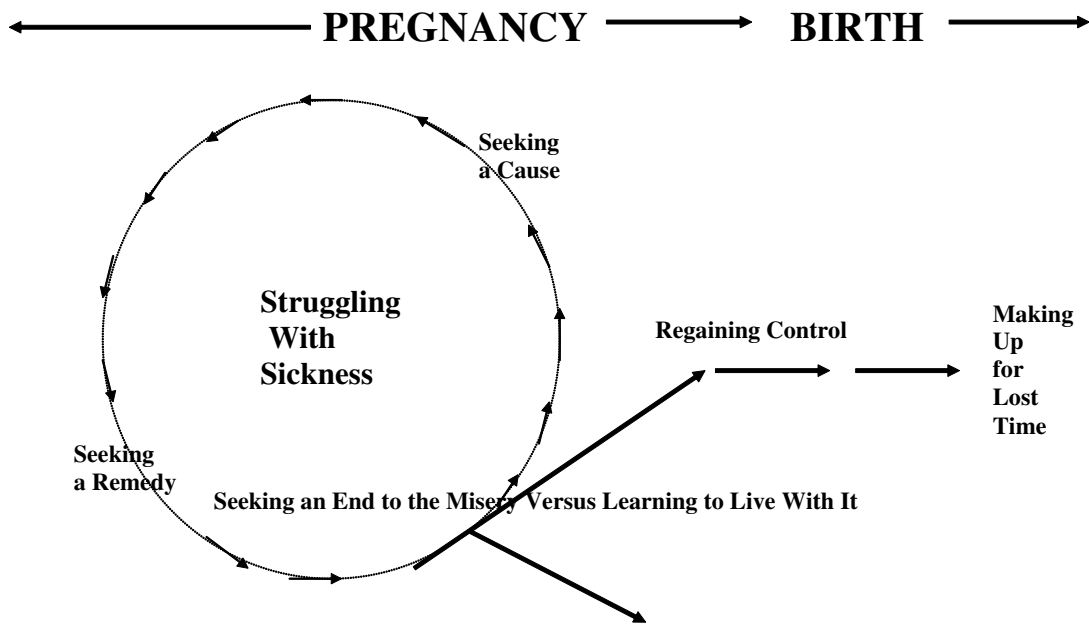 PREGNANCY BIRTH
Seeking
a Cause
Struggling
With
Sickness
Regaining Control
Making
Up
for
Lost
Time
Seeking
a Remedy
Seeking an End to the Misery Versus Learning to Live With It